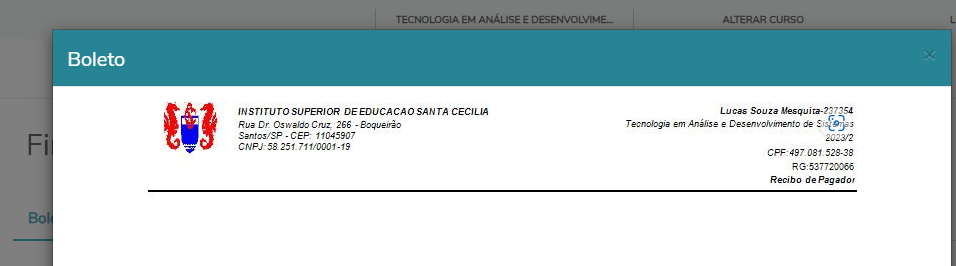 TECNOLOGIA EM ANÁLISE E DESENVOLVIME...
ALTERAR CURSO
Boleto
×
INSTITUTO SUPERIOR DE EDUCACAO SANTA CECILIA
Rua Dr. Oswaldo Cruz, 266 - Boqueirão
Santos/SP - CEP: 11045907
CNPJ: 58.251.711/0001-19
Lucas Souza Mesquita-237354
Tecnologia em Análise e Desenvolvimento de Sistemas
2023/2
CPF:497.081.528-38
RG:537720066
Recibo de Pagador